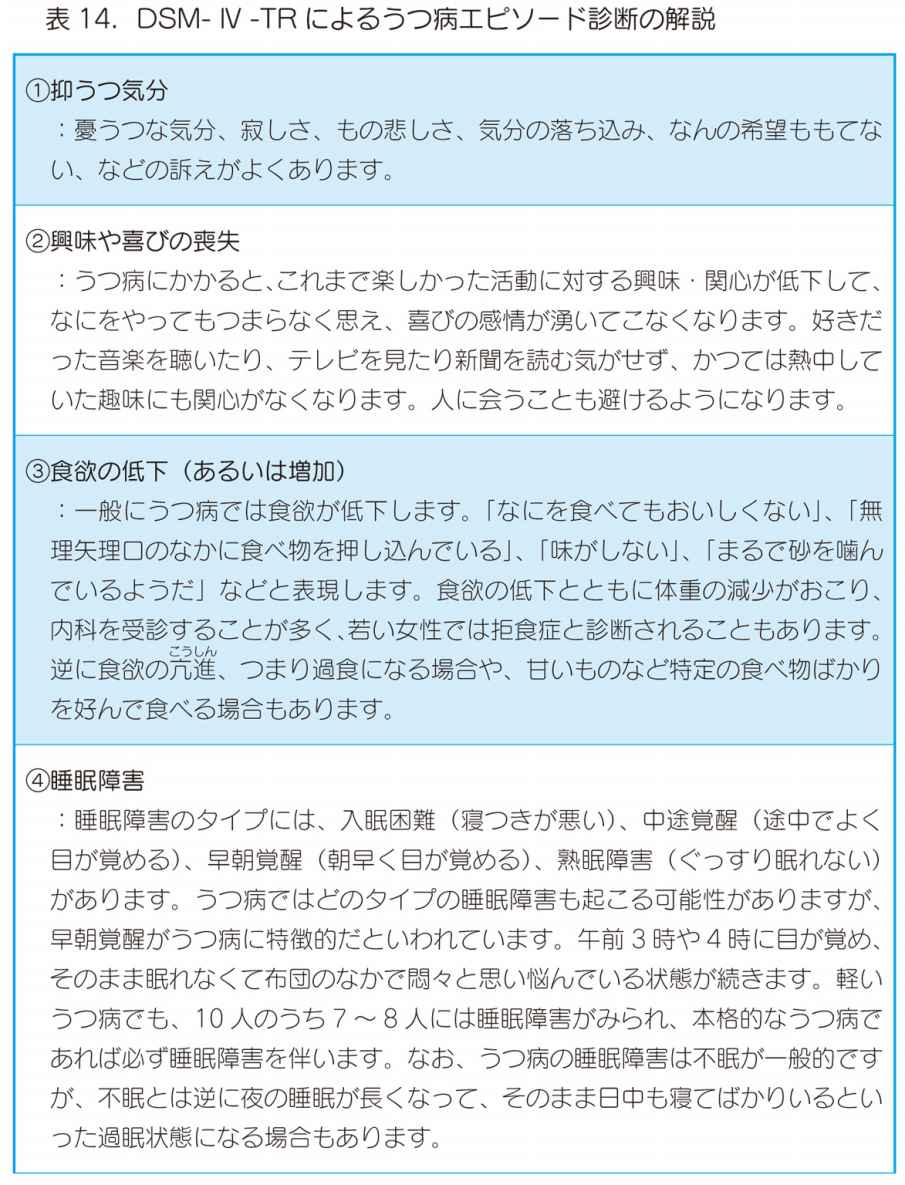 表 14．DSM- Ⅳ -TR によるうつ病エピソード診断の解説
①抑うつ気分
：憂うつな気分、寂しさ、もの悲しさ、気分の落ち込み、なんの希望ももてな
い、などの訴えがよくあります。
②興味や喜びの喪失
：うつ病にかかると、これまで楽しかった活動に対する興味・関心が低下して、
なにをやってもつまらなく思え、喜びの感情が湧いてこなくなります。好きだ
った音楽を聴いたり、テレビを見たり新聞を読む気がせず、かつては熱中して
いた趣味にも関心がなくなります。人に会うことも避けるようになります。
③食欲の低下（あるいは増加）
：一般にうつ病では食欲が低下します。「なにを食べてもおいしくない」、「無
理矢理口のなかに食べ物を押し込んでいる」、「味がしない」、「まるで砂を噛ん
でいるようだ」などと表現します。食欲の低下とともに体重の減少がおこり、
内科を受診することが多く、若い女性では拒食症と診断されることもあります。
こうしん
逆に食欲の亢進、つまり過食になる場合や、甘いものなど特定の食べ物ばかり
を好んで食べる場合もあります。
④睡眠障害
：睡眠障害のタイプには、入眠困難（寝つきが悪い）、中途覚醒（途中でよく
目が覚める）、早朝覚醒（朝早く目が覚める）、熟眠障害（ぐっすり眠れない）
があります。うつ病ではどのタイプの睡眠障害も起こる可能性がありますが、
早朝覚醒がうつ病に特徴的だといわれています。午前 3 時や 4 時に目が覚め、
そのまま眠れなくて布団のなかで悶々と思い悩んでいる状態が続きます。軽い
うつ病でも、10 人のうち 7 ～ 8 人には睡眠障害がみられ、本格的なうつ病で
あれば必ず睡眠障害を伴います。なお、うつ病の睡眠障害は不眠が一般的です
が、不眠とは逆に夜の睡眠が長くなって、そのまま日中も寝てばかりいるとい
った過眠状態になる場合もあります。